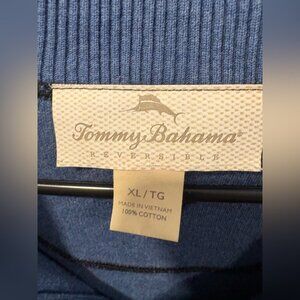 Tommy Bahama®
REVERSIBLE
XL / TG
MADE IN VIETNAM
100% COTTON